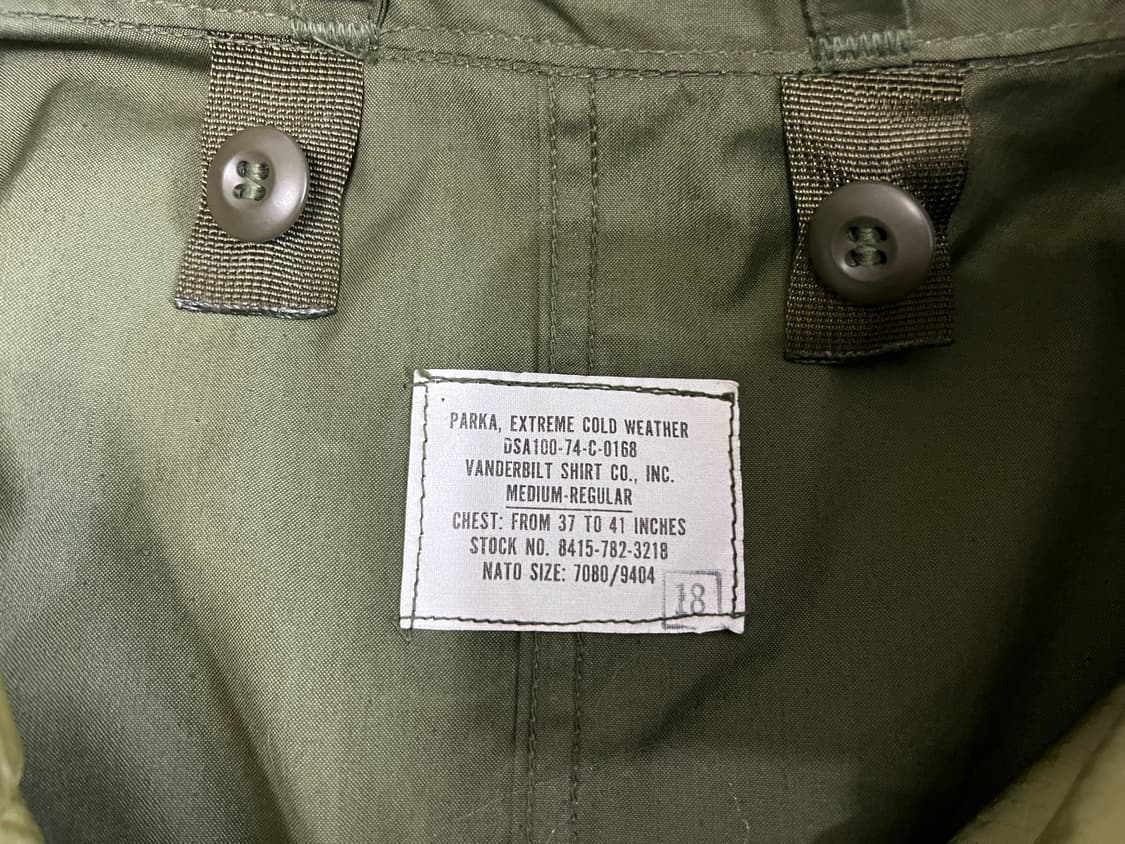 PARKA, EXTREME COLD WEATHER
DSA100-74-C-0168
VANDERBILT SHIRT CO., INC.
MEDIUM-REGULAR
CHEST: FROM 37 TO 41 INCHES
STOCK NO. 8415-782-3218
NATO SIZE: 7080/9404
18